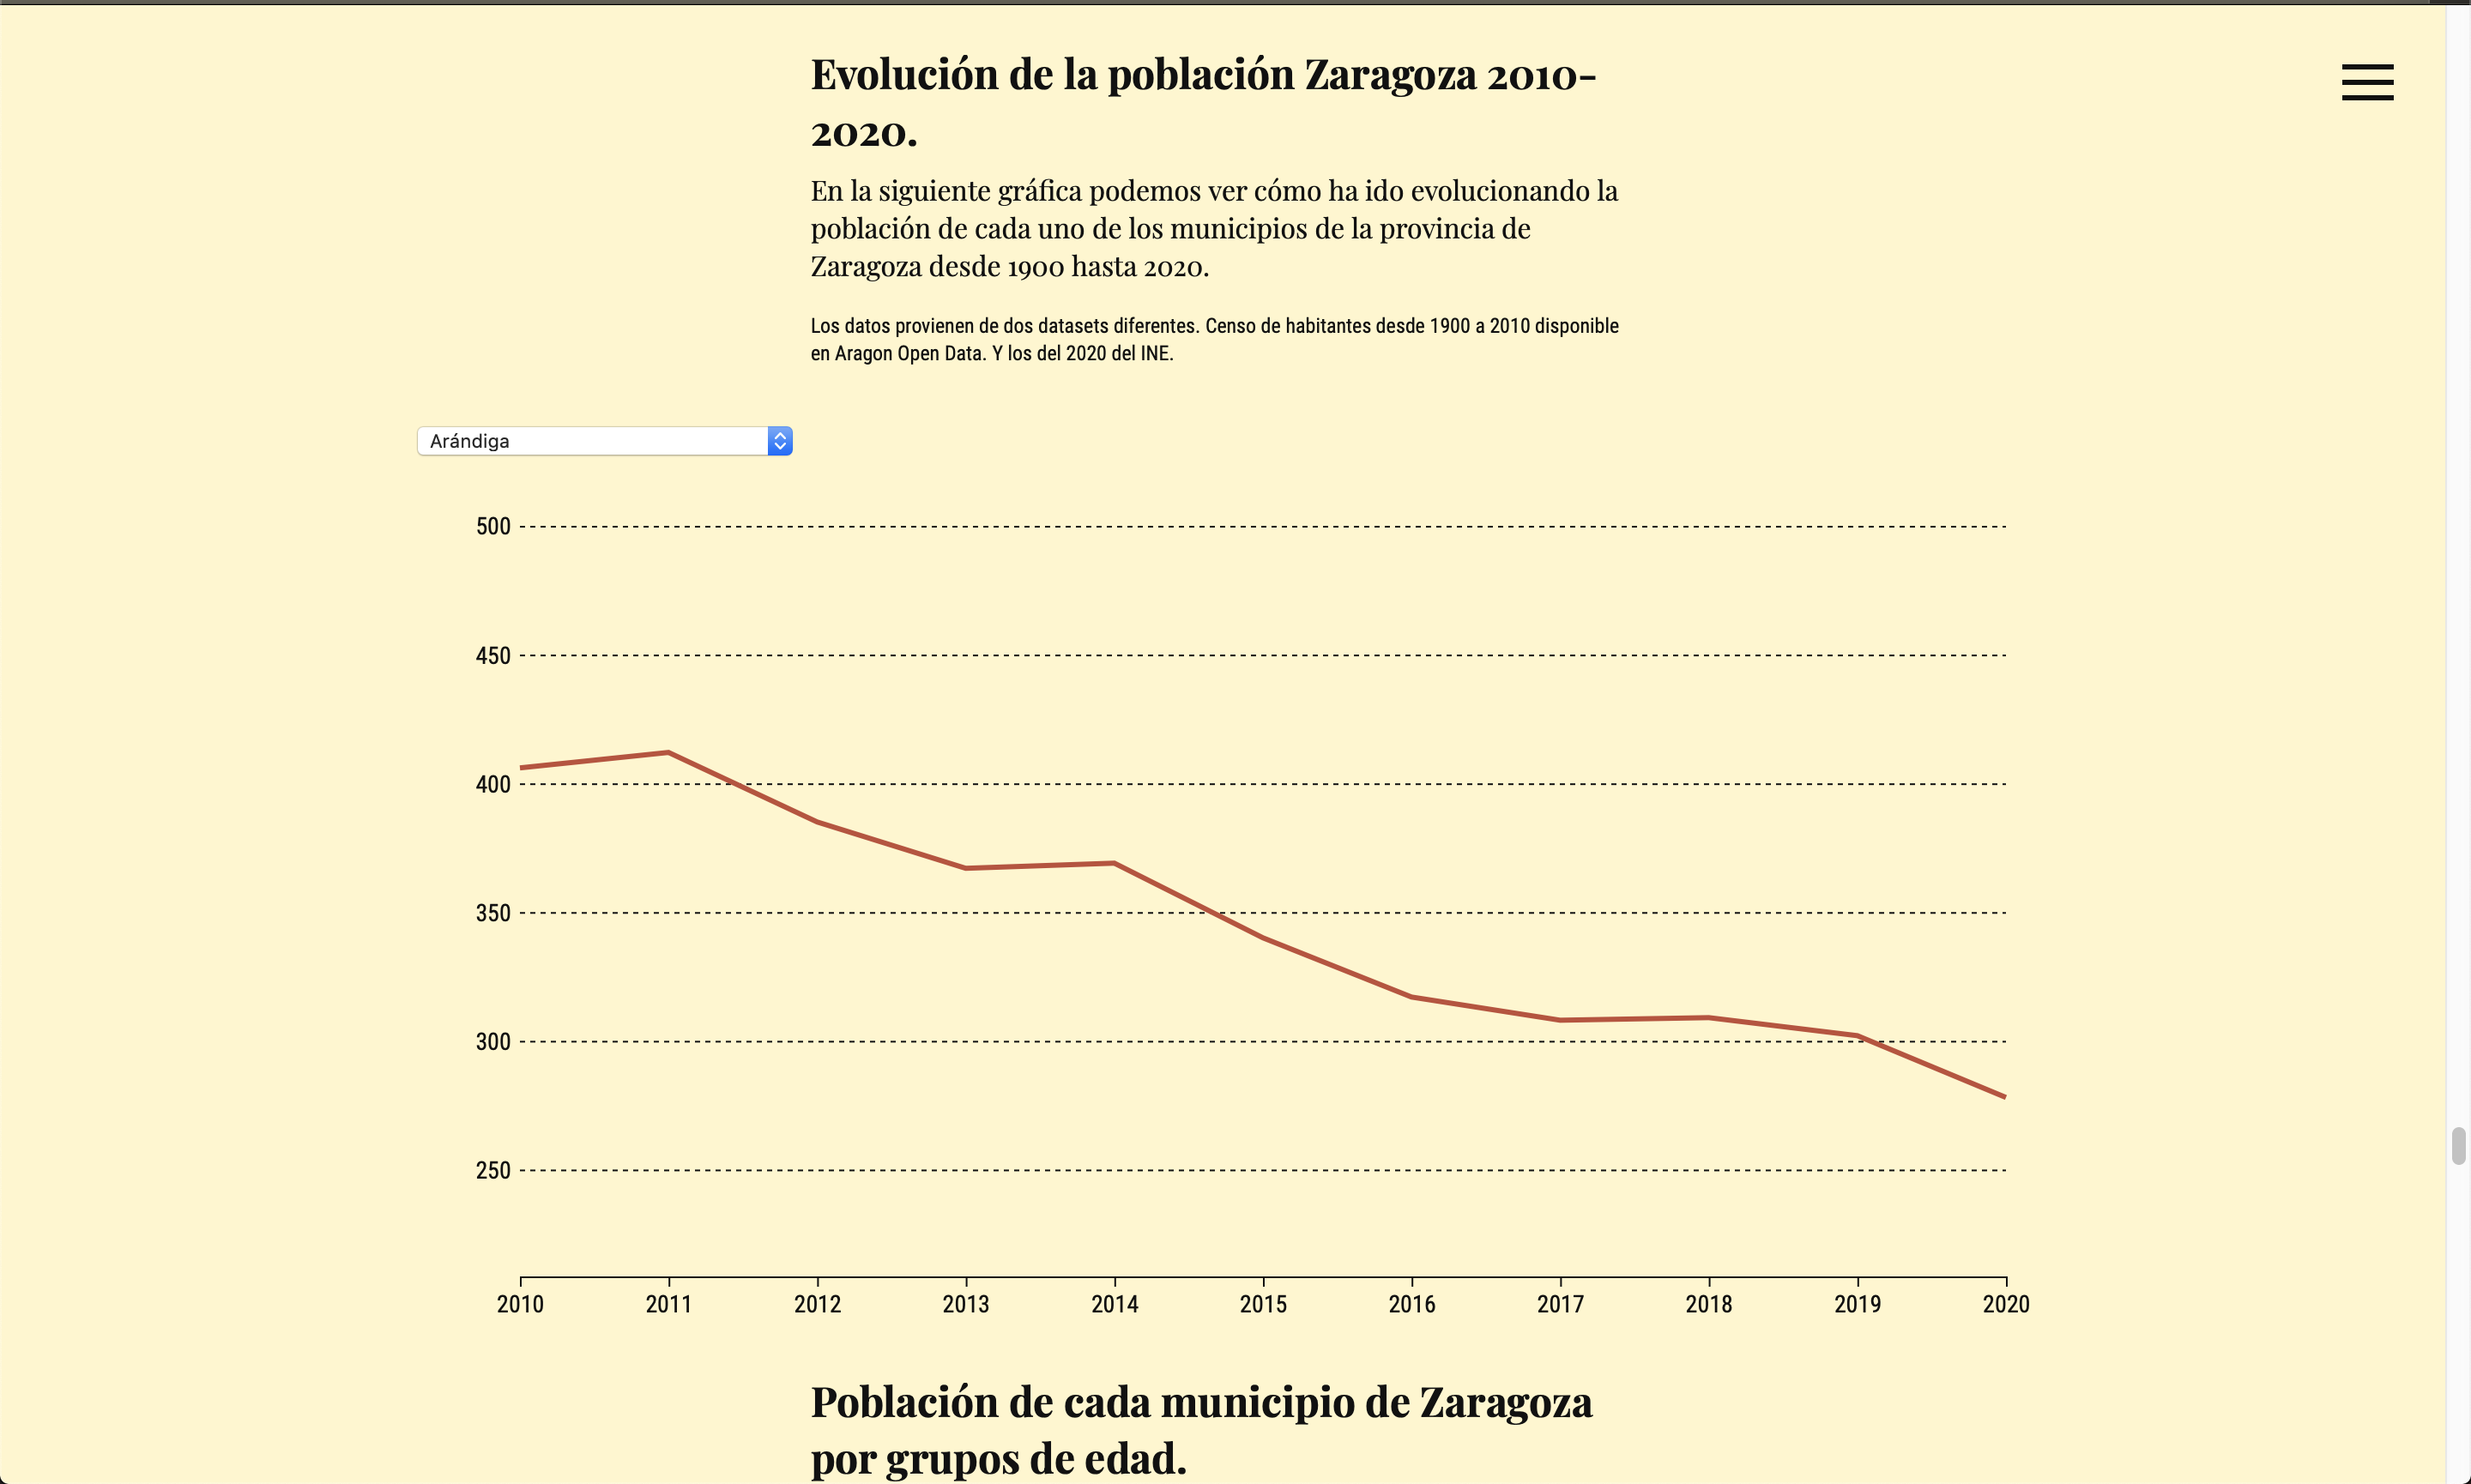 Evolución de la población Zaragoza 2010-
2020.
En la siguiente gráfica podemos ver cómo ha ido evolucionando la
población de cada uno de los municipios de la provincia de
Zaragoza desde 1900 hasta 2020.
Los datos provienen de dos datasets diferentes. Censo de habitantes desde 1900 a 2010 disponible
en Aragon Open Data. Y los del 2020 del INE.
Arándiga
500
450
400
350
300
250
2010 2011 2012 2013 2014 2015 2016 2017 2018 2019 2020
Población de cada municipio de Zaragoza
por grupos de edad.